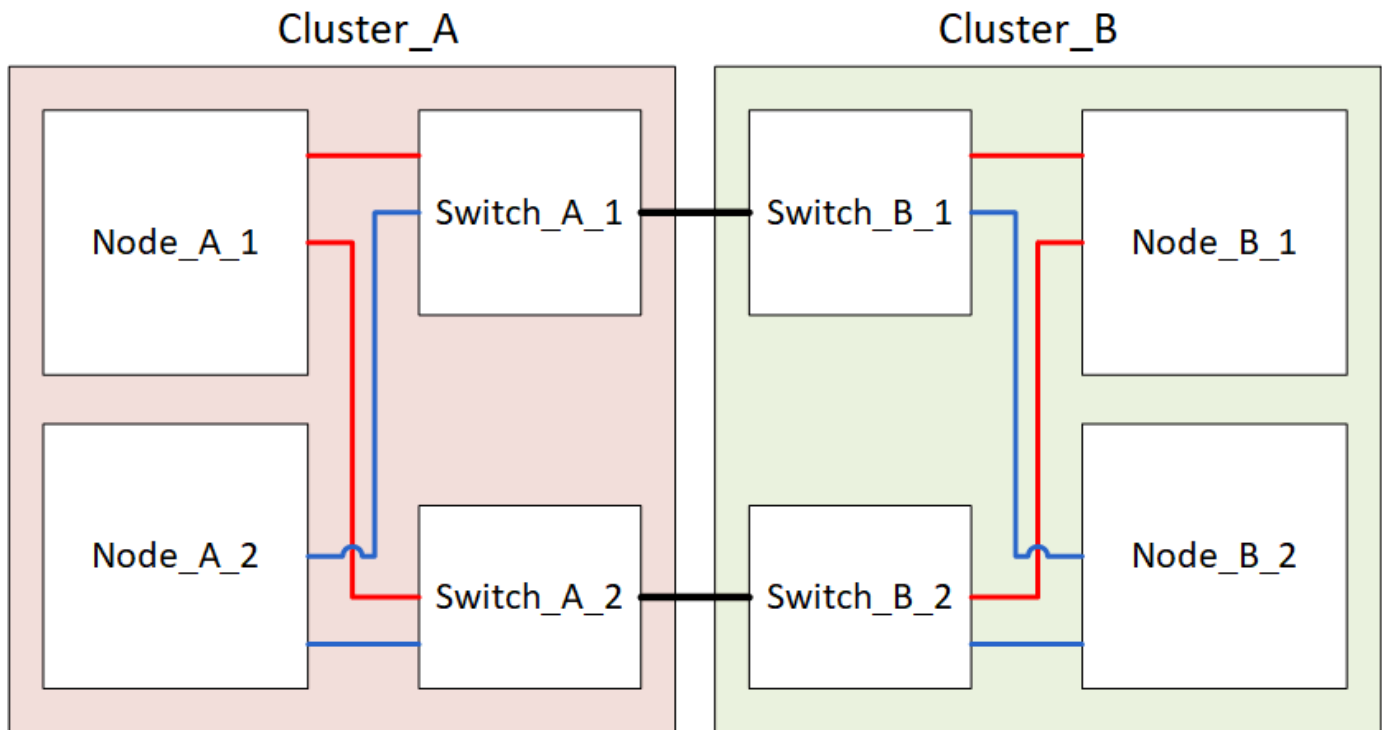 Cluster_A
Cluster_B
Node_A_1
Switch_A_1
Switch_B_1
Node_B_1
Node_A_2
Switch_A_2
Switch_B_2
Node_B_2